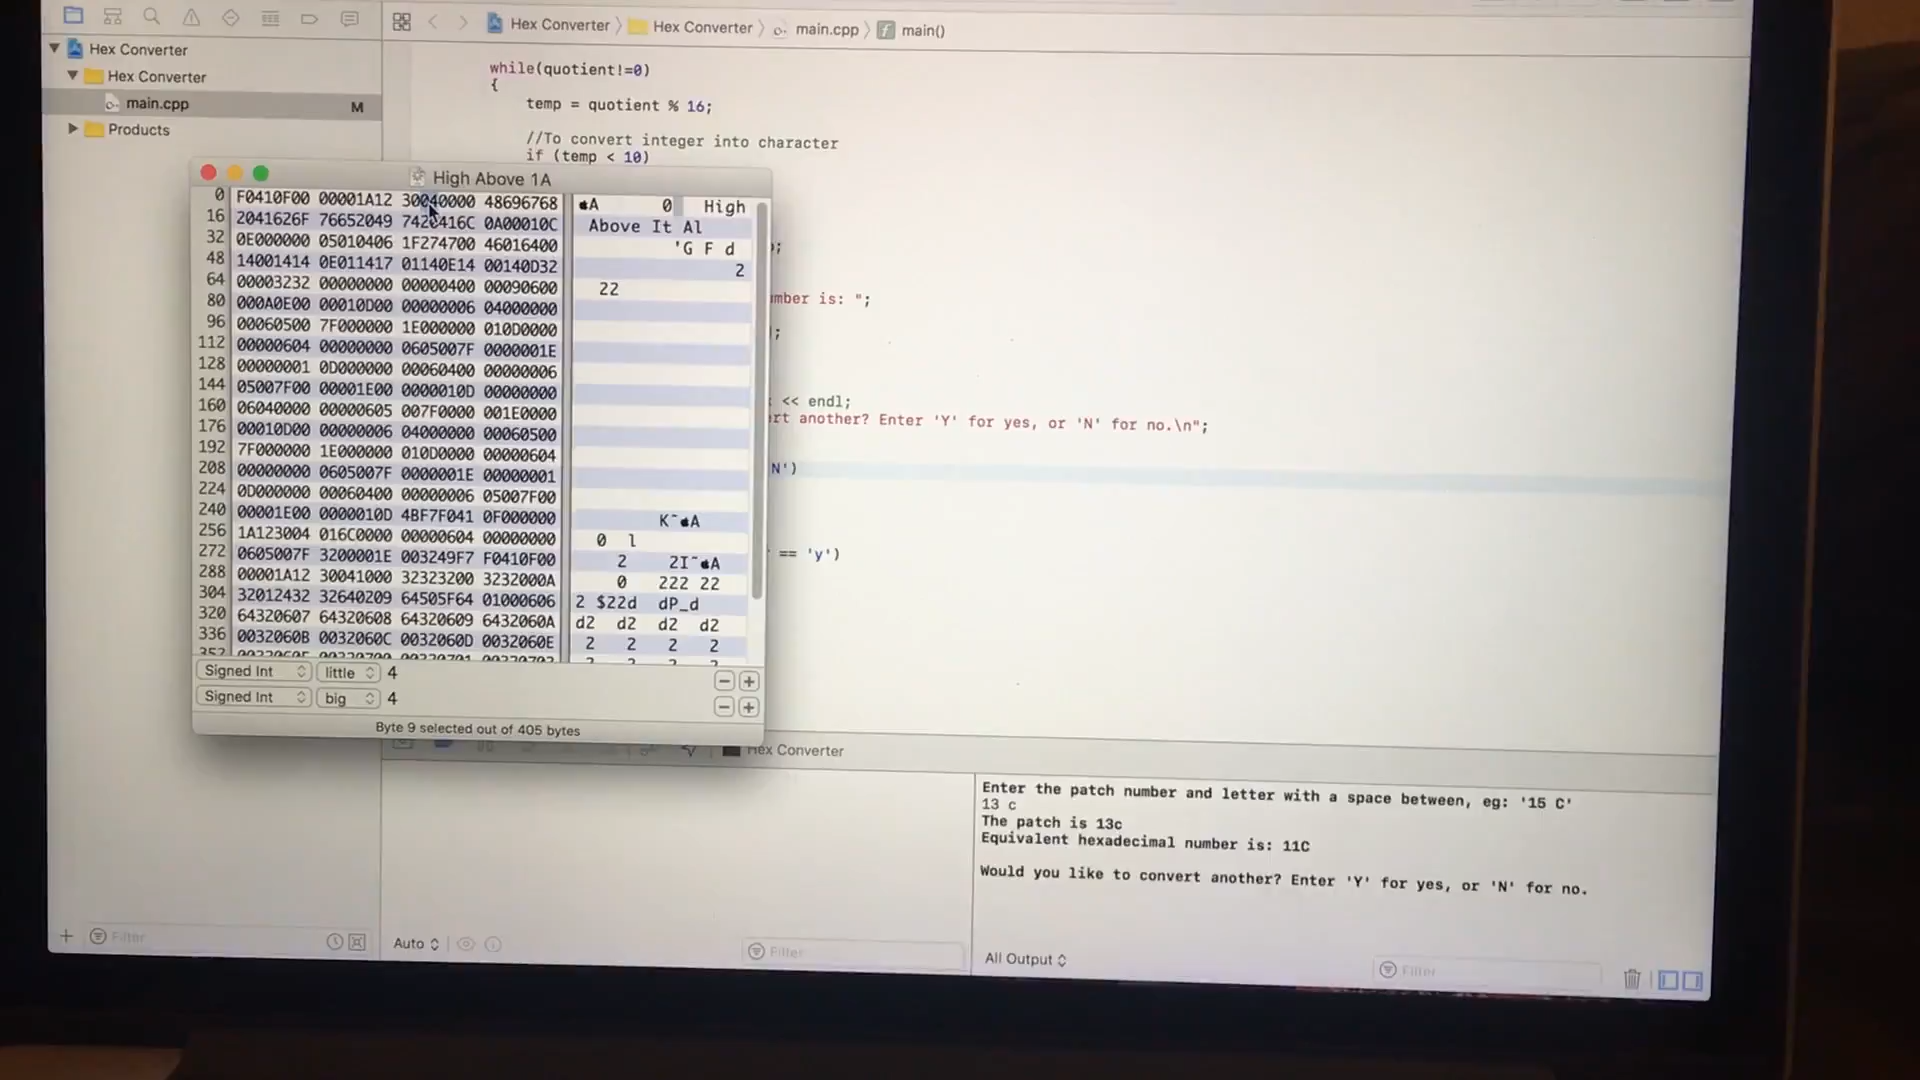 Hex Converter
Hex Converter
main.cpp
M
Products
Hex Converter
Hex Converter
main.cpp
main()
while(quotient!=0)
{
temp = quotient % 16;
//To convert integer into character
if (temp < 10)
High Above 1A
0 F0410F00 00001A12 30040000 48696768 A 0 High
16 2041626F 76652049 7420416C 0A00010C Above It Al
32 0E000000 05010406 1F274700 46016400 'G F d
48 14001414 0E011417 01140E14 00140D32 2
64 00003232 00000000 00000400 00090600 22
80 000A0E00 00010D00 00000006 04000000
96 00060500 7F000000 1E000000 010D0000
112 00000604 00000000 0605007F 0000001E
128 00000001 0D000000 00060400 00000006
144 05007F00 00001E00 0000010D 00000000
160 06040000 00000605 007F0000 001E0000
176 00010D00 00000006 04000000 00060500
192 7F000000 1E000000 010D0000 00000604
208 00000000 0605007F 0000001E 00000001
224 0D000000 00060400 00000006 05007F00
240 00001E00 0000010D 4BF7F041 0F000000 K˜A
256 1A123004 016C0000 00000604 00000000 0 l
272 0605007F 3200001E 003249F7 F0410F00 2 2I˜A
288 00001A12 30041000 32323200 3232000A 0 222 22
304 32012432 32640209 64505F64 01000606 2 $22d dP_d
320 64320607 64320608 64320609 6432060A d2 d2 d2 d2
336 0032060B 0032060C 0032060D 0032060E 2 2 2 2
Signed Int little 4
Signed Int big 4
Byte 9 selected out of 405 bytes
mber is: ";
<< endl;
rt another? Enter 'Y' for yes, or 'N' for no.\n";
N')
== 'y')
Hex Converter
Enter the patch number and letter with a space between, eg: '15 C'
13 c
The patch is 13c
Equivalent hexadecimal number is: 11C
Would you like to convert another? Enter 'Y' for yes, or 'N' for no.
Filter
Auto
Filter
All Output
Filter